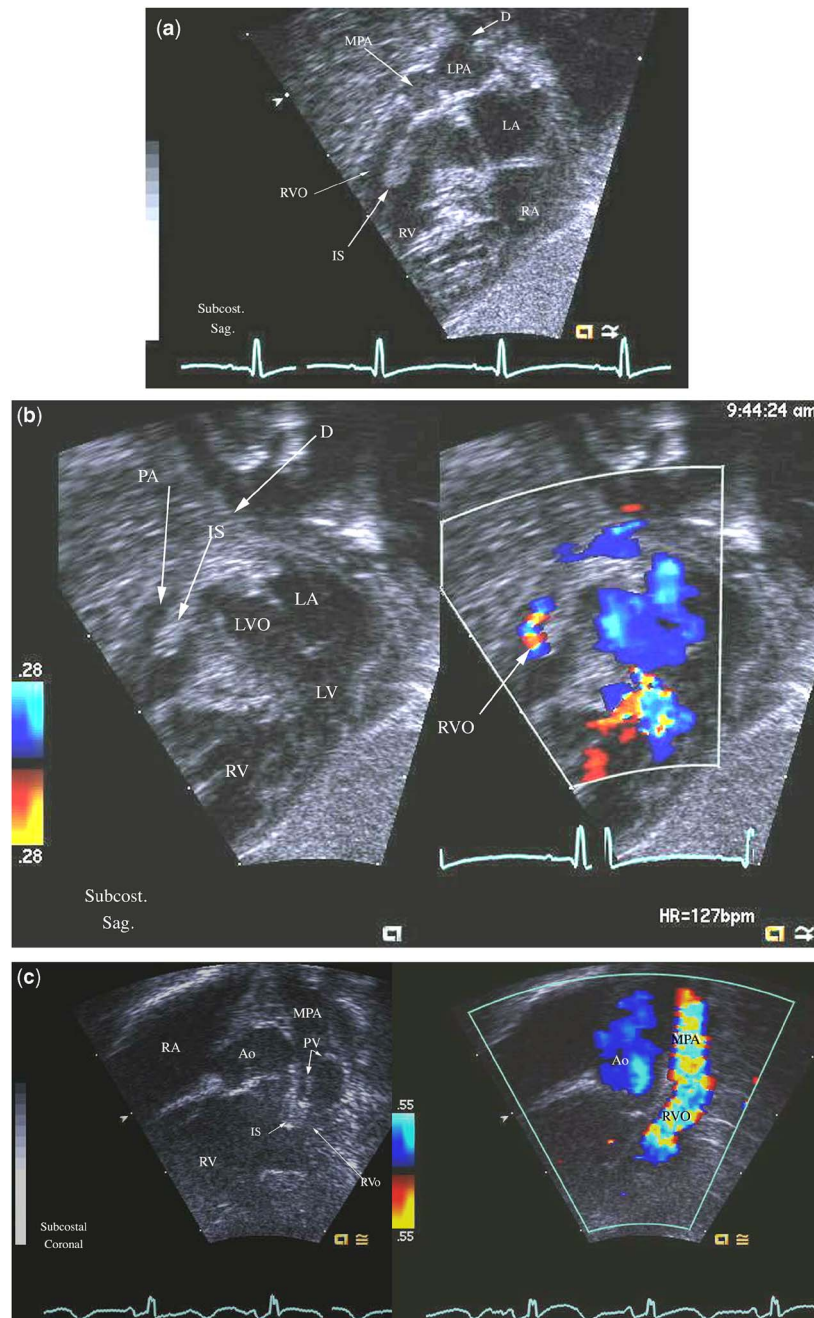 (a)
D
MPA
LPA
LA
RVO
RA
RV
IS
Subcost.
Sag.
(b)
9:44:24 am
D
PA
IS
LA
LVO
LV
RVO
RV
.28
.28
Subcost.
Sag.
HR=127bpm
(c)
MPA
PV
RA
Ao
MPA
Ao
IS
RVO
RV
RVo
.55
.55
Subcostal
Coronal